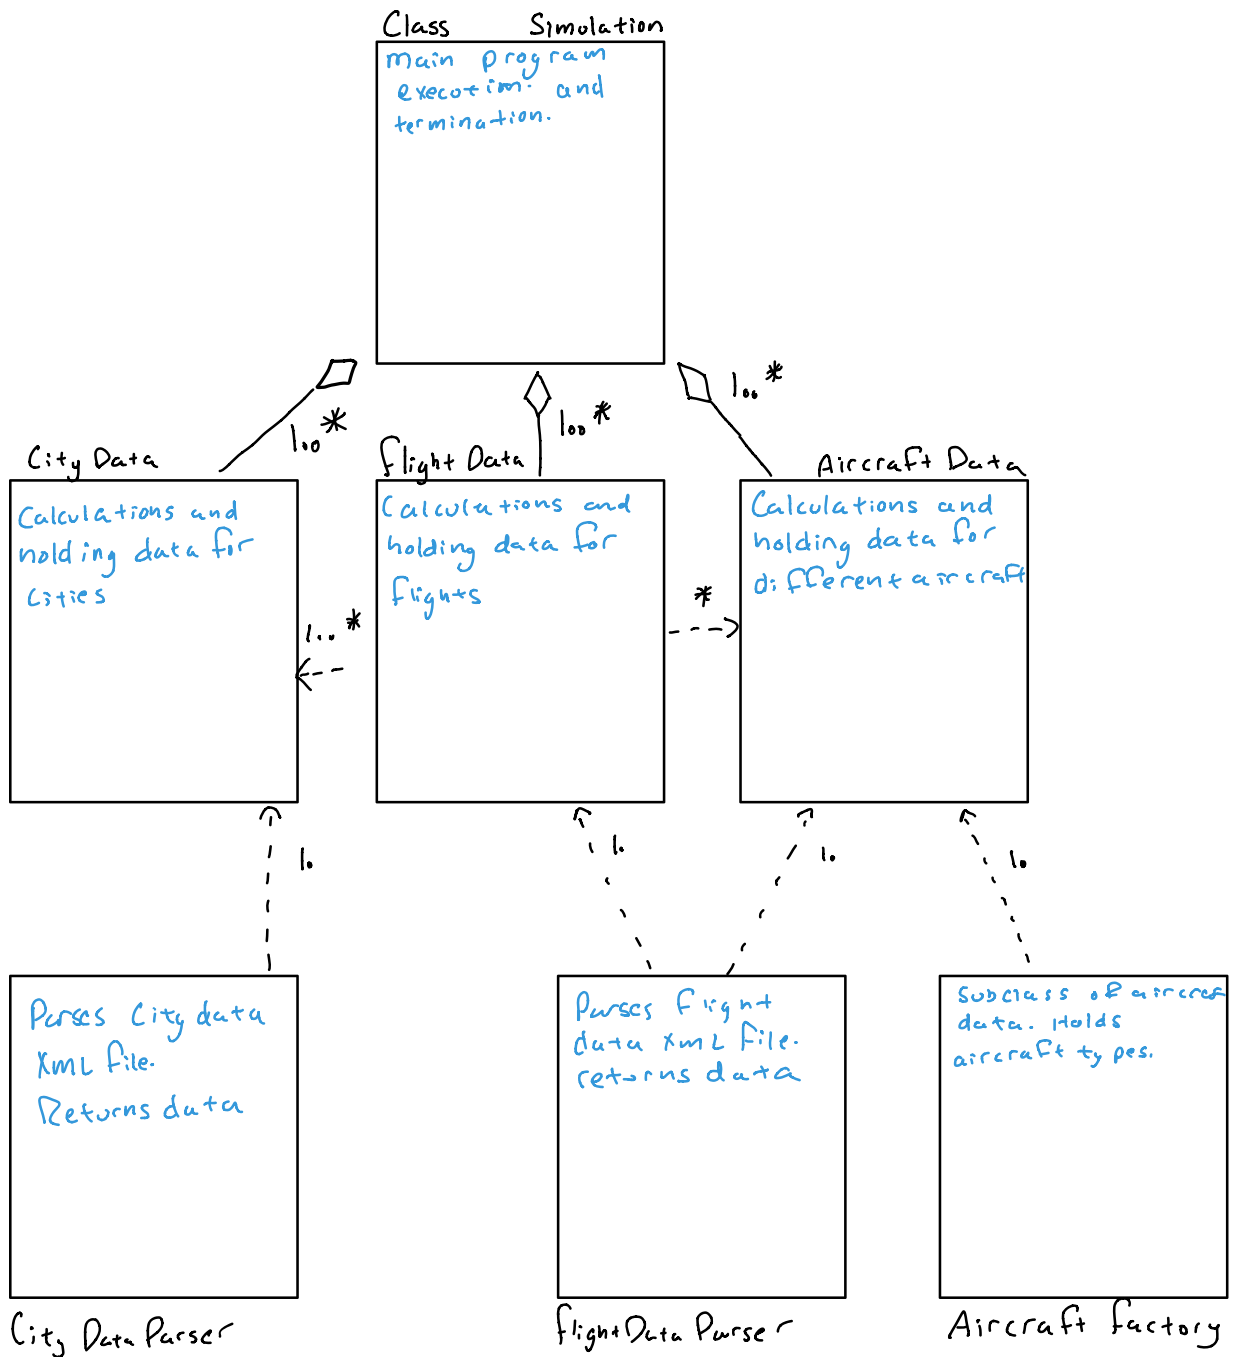 Class Simulation
main program
execution and
termination.
1..*
1..*
1..*
City Data
Flight Data
Aircraft Data
Calculations and
holding data for
cities
Calculations and
holding data for
flights
Calculations and
holding data for
different aircraft
1..*
*
1.
1.
1.
1.
Parses City data
XML file.
Returns data
Parses flight
data XML file.
returns data
Subclass of aircraf
data. Holds
aircraft types.
City Data Parser
flight Data Parser
Aircraft factory